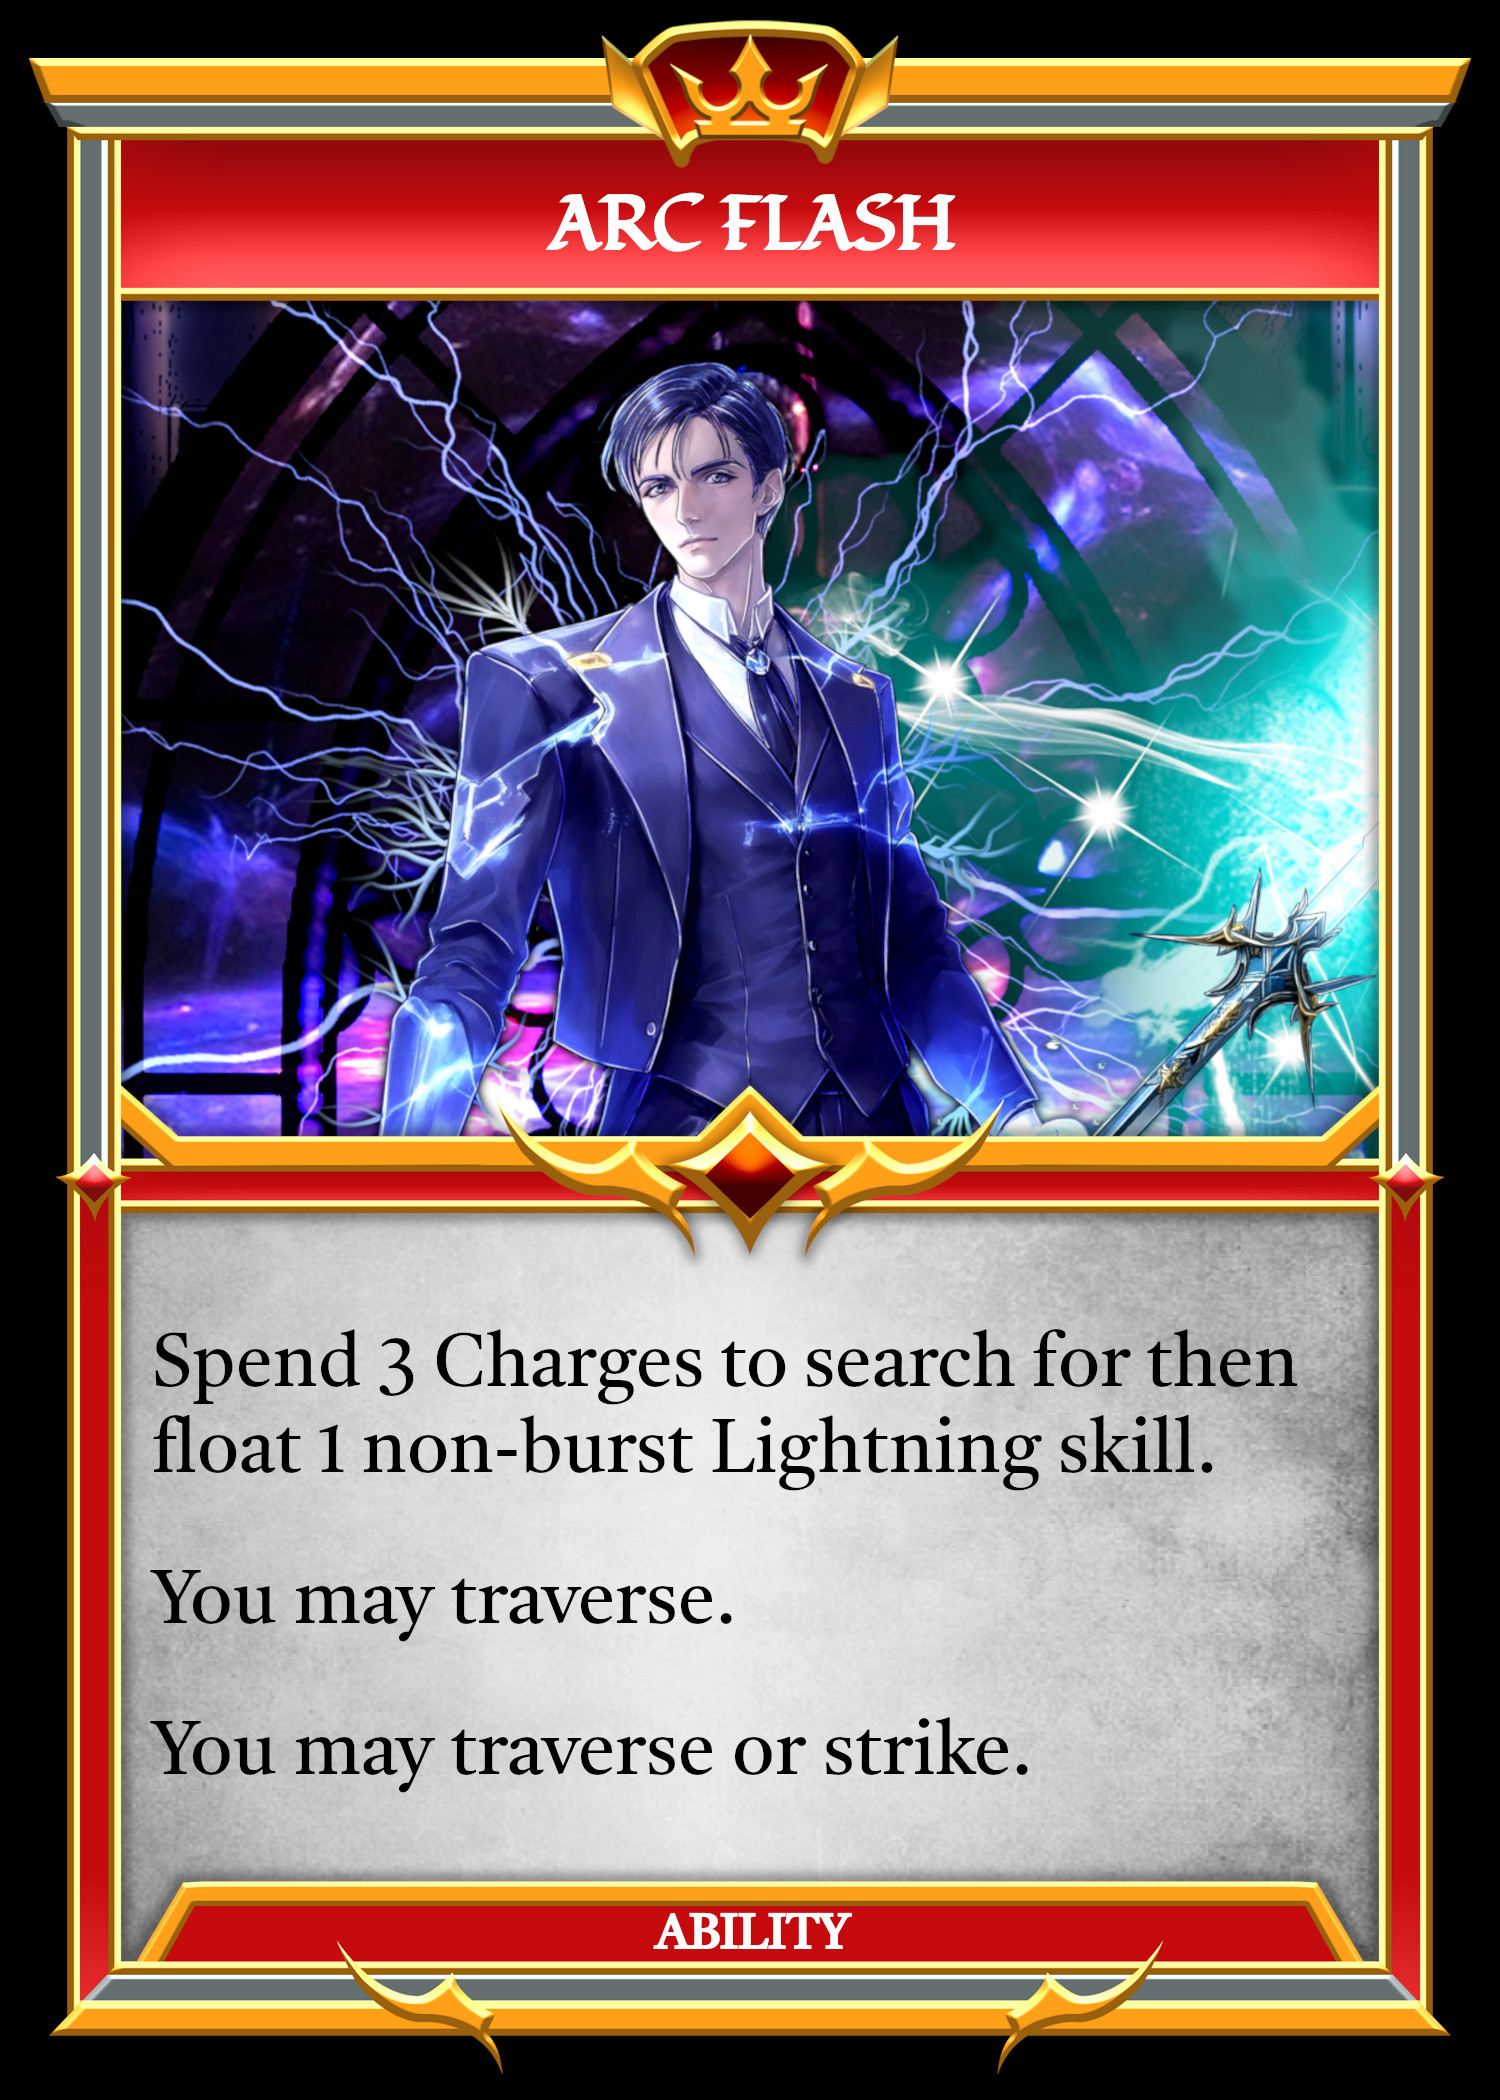 ARC FLASH
Spend 3 Charges to search for then
float 1 non-burst Lightning skill.
You may traverse.
You may traverse or strike.
ABILITY